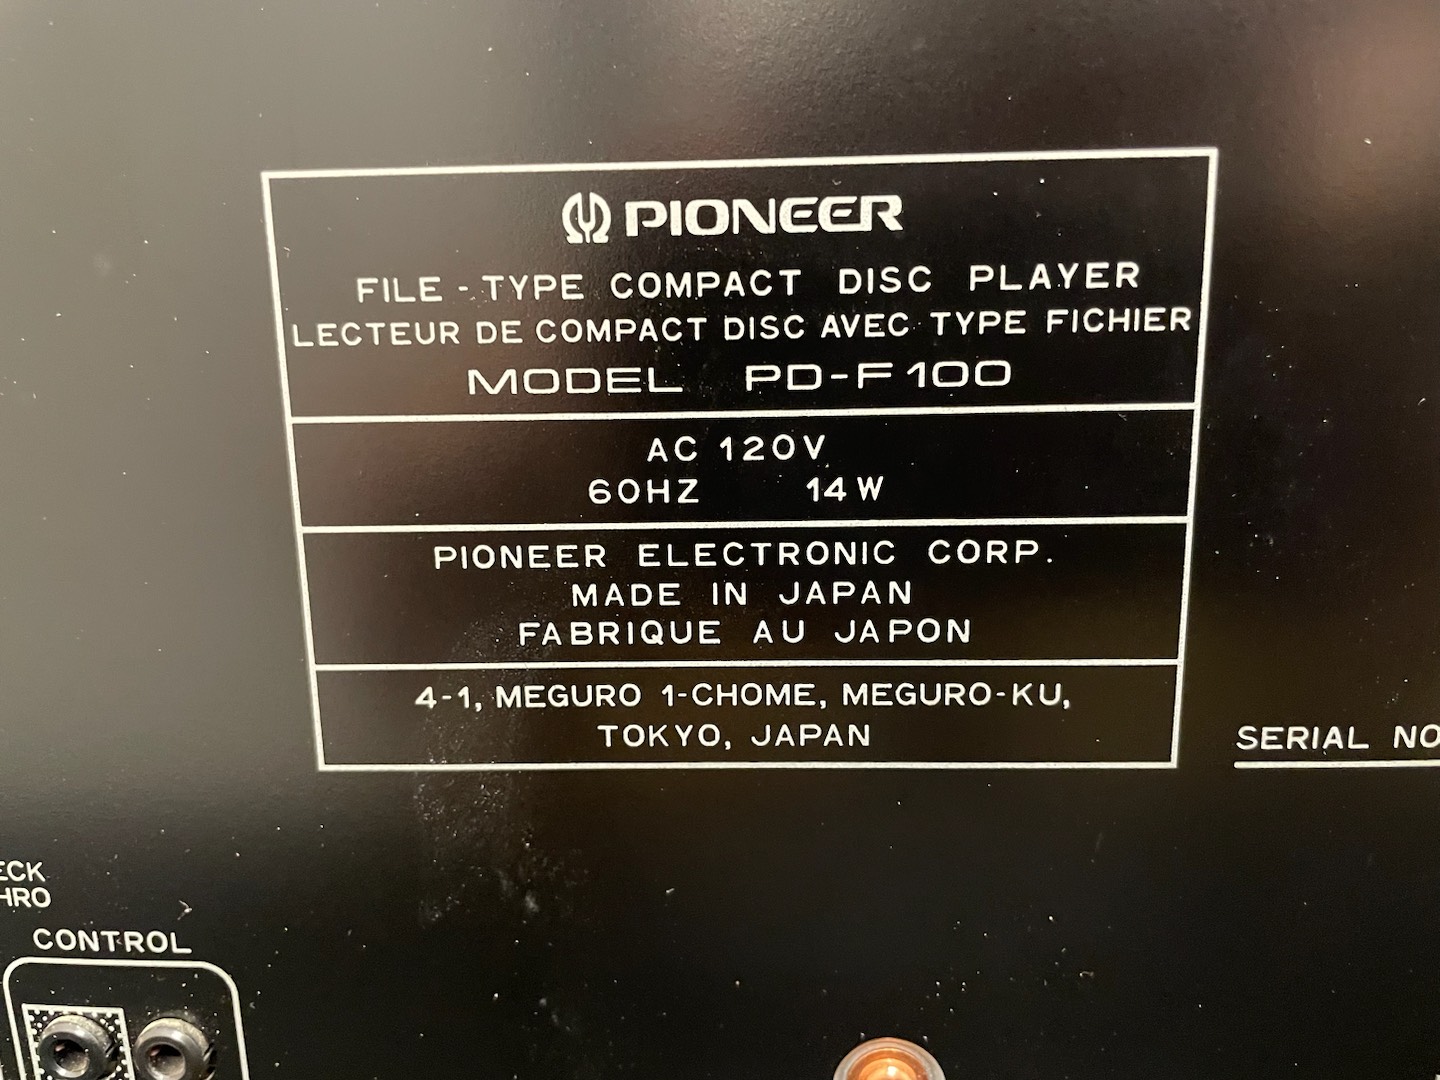 PIONEER
FILE-TYPE COMPACT DISC PLAYER
LECTEUR DE COMPACT DISC AVEC TYPE FICHIER
MODEL PD-F100
AC 120V
60HZ 14W
PIONEER ELECTRONIC CORP.
MADE IN JAPAN
FABRIQUE AU JAPON
4-1, MEGURO 1-CHOME, MEGURO-KU,
TOKYO, JAPAN
SERIAL NO
ECK
HRO
CONTROL